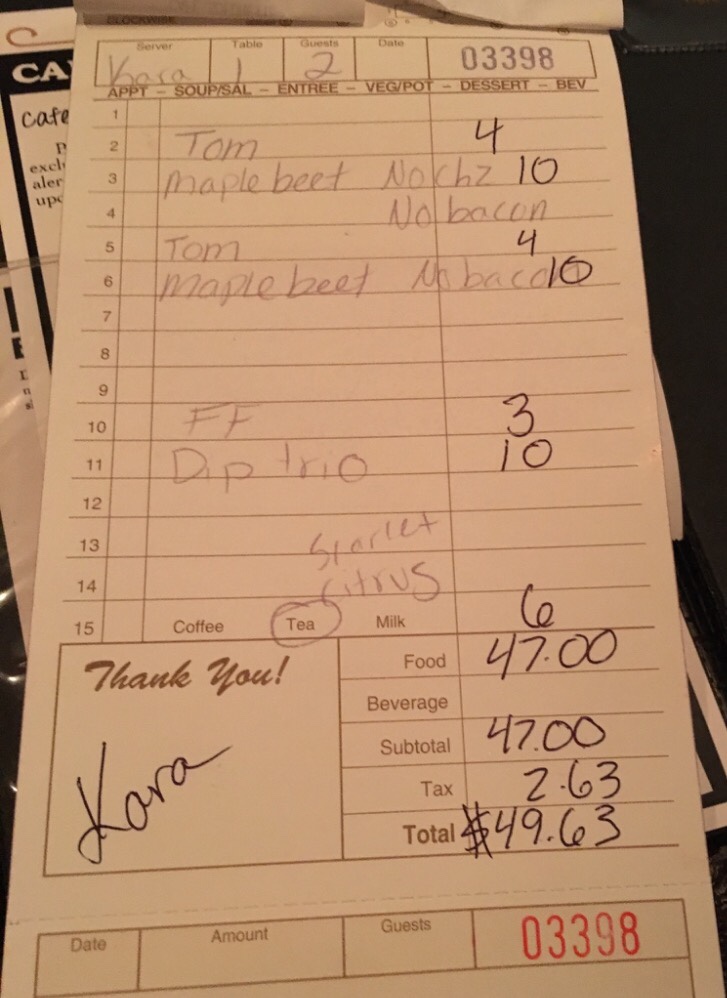 CLOCKWISE
Server Table Guests Date 03398
Kara 1 2
APPT - SOUP/SAL - ENTREE - VEG/POT - DESSERT - BEV
1
2 Tom 4
3 maple beet No chz 10
4 No bacon
5 Tom 4
6 maple beet No bacon 10
7
8
9
10 FF 3
11 Dip trio 10
12
13 Scarlet
14 Citrus
15 Coffee Tea Milk 6
Thank You!
Kara
Food 47.00
Beverage
Subtotal 47.00
Tax 2.63
Total $49.63
Date Amount Guests 03398
CA
cafe
P
excl
aler
upc